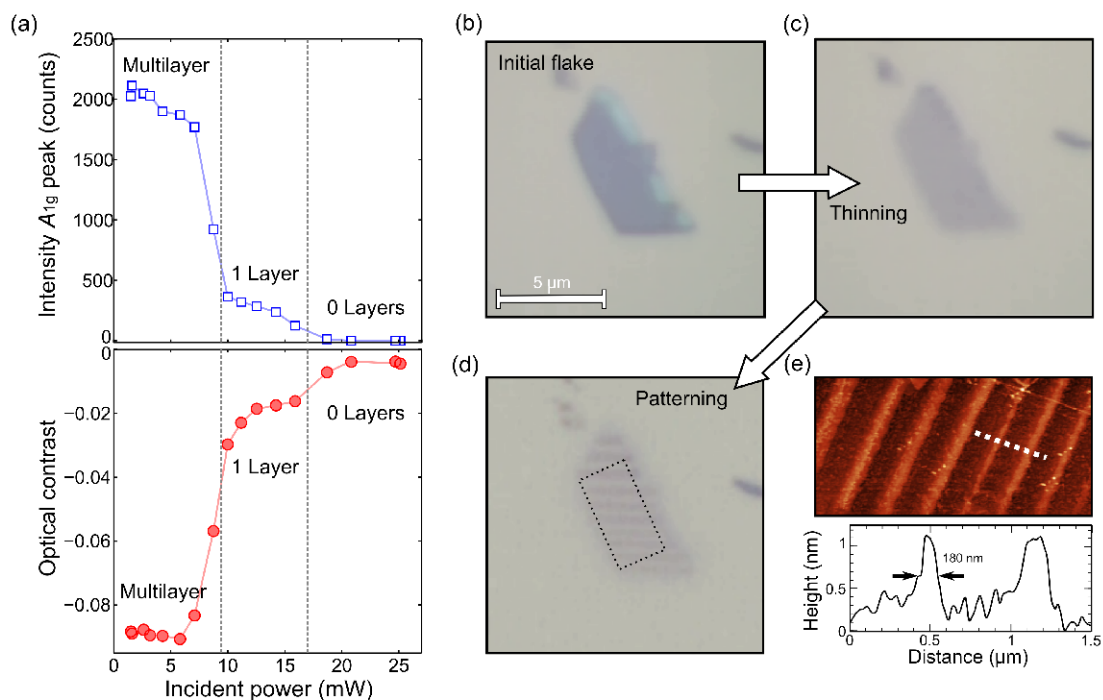 (a)
2500
2000
1500
1000
500
0
Intensity A1g peak (counts)
Multilayer
1 Layer
0 Layers
0
−0.02
−0.04
−0.06
−0.08
Optical contrast
0 Layers
1 Layer
Multilayer
0 5 10 15 20 25
Incident power (mW)
(b)
Initial flake
5 µm
(c)
Thinning
(d)
Patterning
(e)
180 nm
1
0.5
0
Height (nm)
0 0.5 1 1.5
Distance (µm)